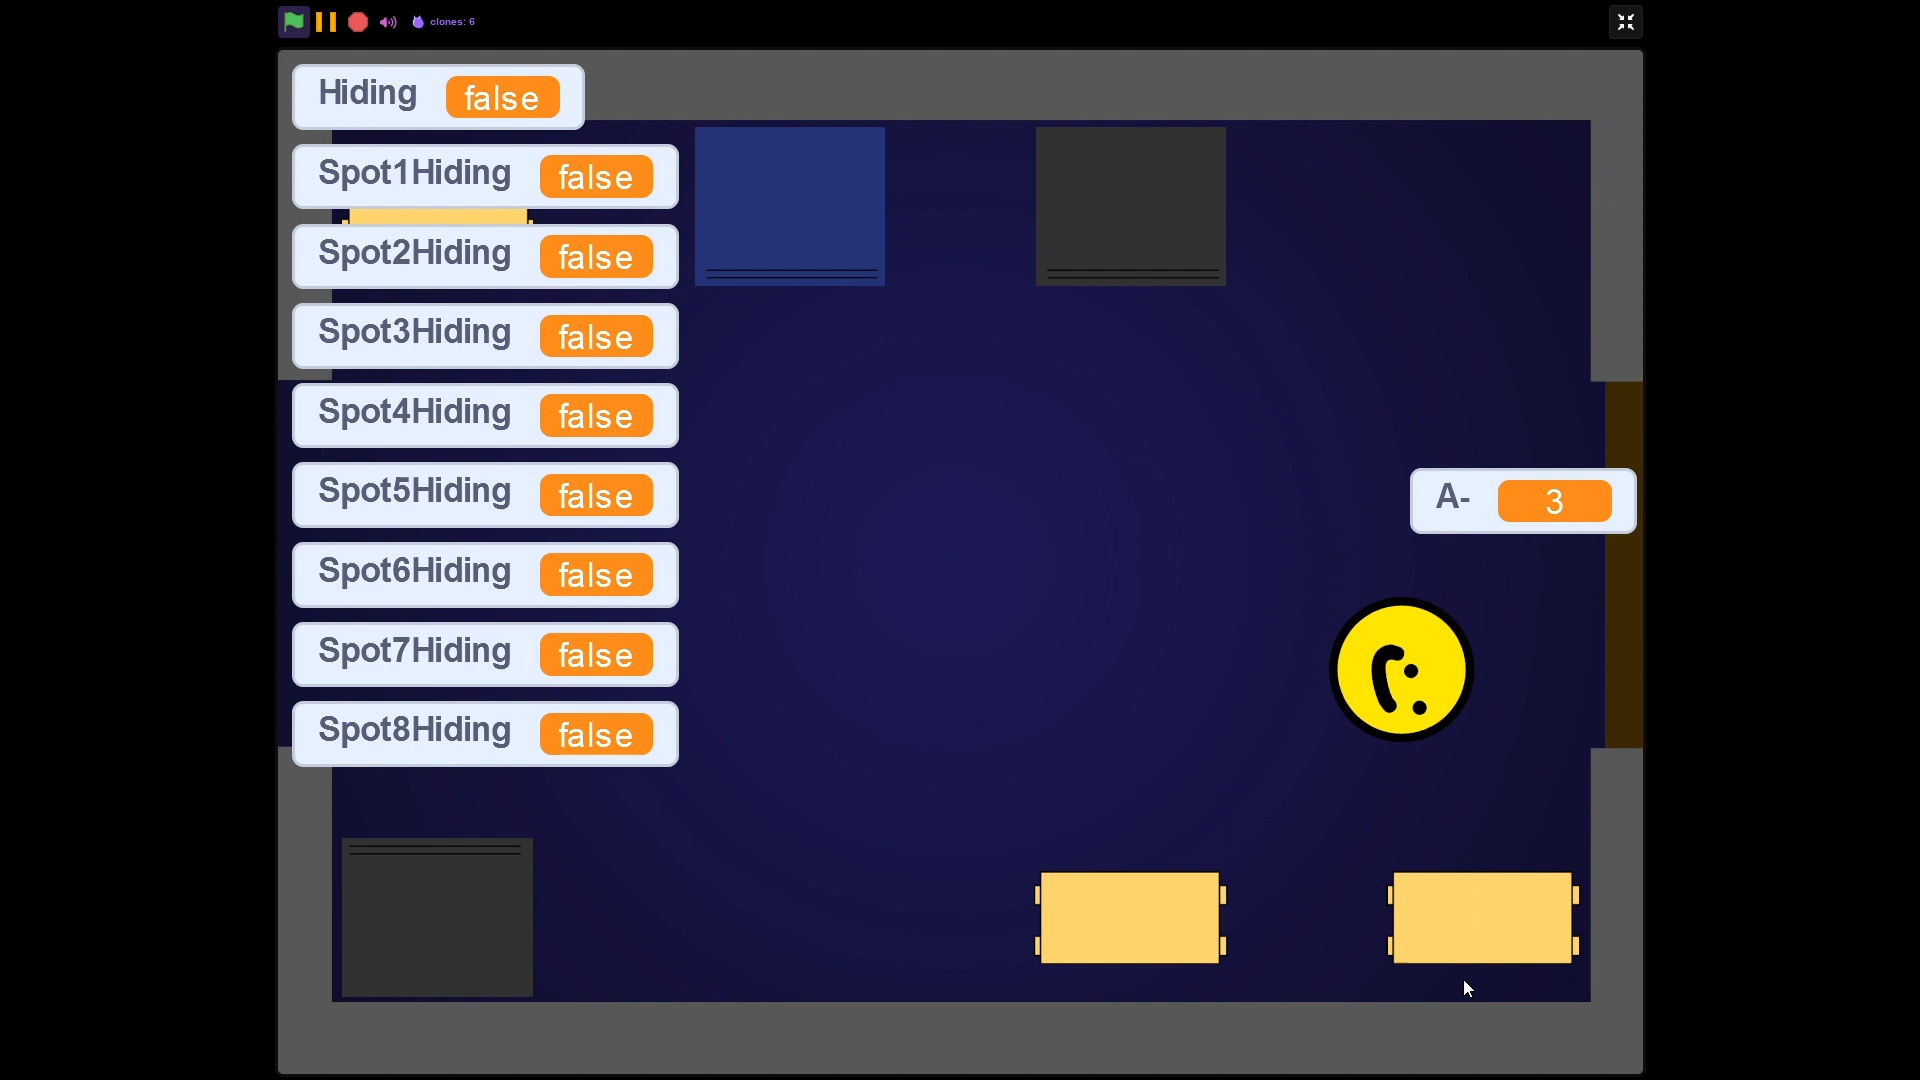 clones: 6
Hiding false
Spot1Hiding false
Spot2Hiding false
Spot3Hiding false
Spot4Hiding false
Spot5Hiding false
Spot6Hiding false
Spot7Hiding false
Spot8Hiding false
A- 3